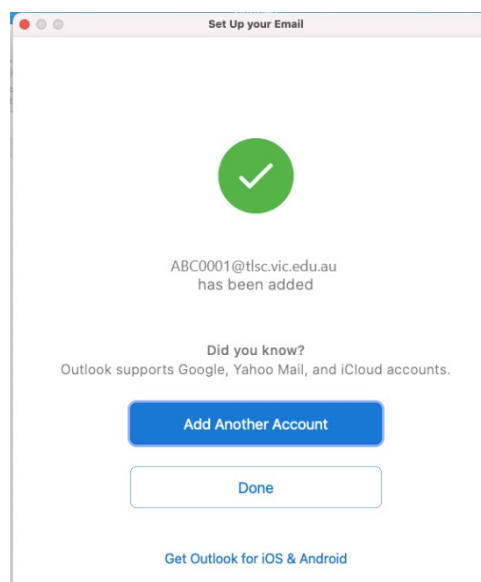 Set Up your Email
ABC0001@tlsc.vic.edu.au
has been added
Did you know?
Outlook supports Google, Yahoo Mail, and iCloud accounts.
Add Another Account
Done
Get Outlook for iOS & Android